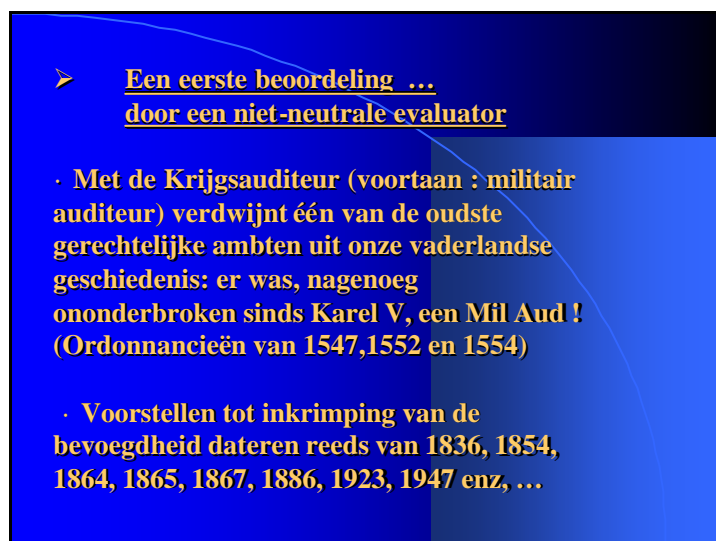 ➢ Een eerste beoordeling …
door een niet-neutrale evaluator
· Met de Krijgsauditeur (voortaan : militair
auditeur) verdwijnt één van de oudste
gerechtelijke ambten uit onze vaderlandse
geschiedenis: er was, nagenoeg
ononderbroken sinds Karel V, een Mil Aud !
(Ordonnancieën van 1547,1552 en 1554)
· Voorstellen tot inkrimping van de
bevoegdheid dateren reeds van 1836, 1854,
1864, 1865, 1867, 1886, 1923, 1947 enz, …